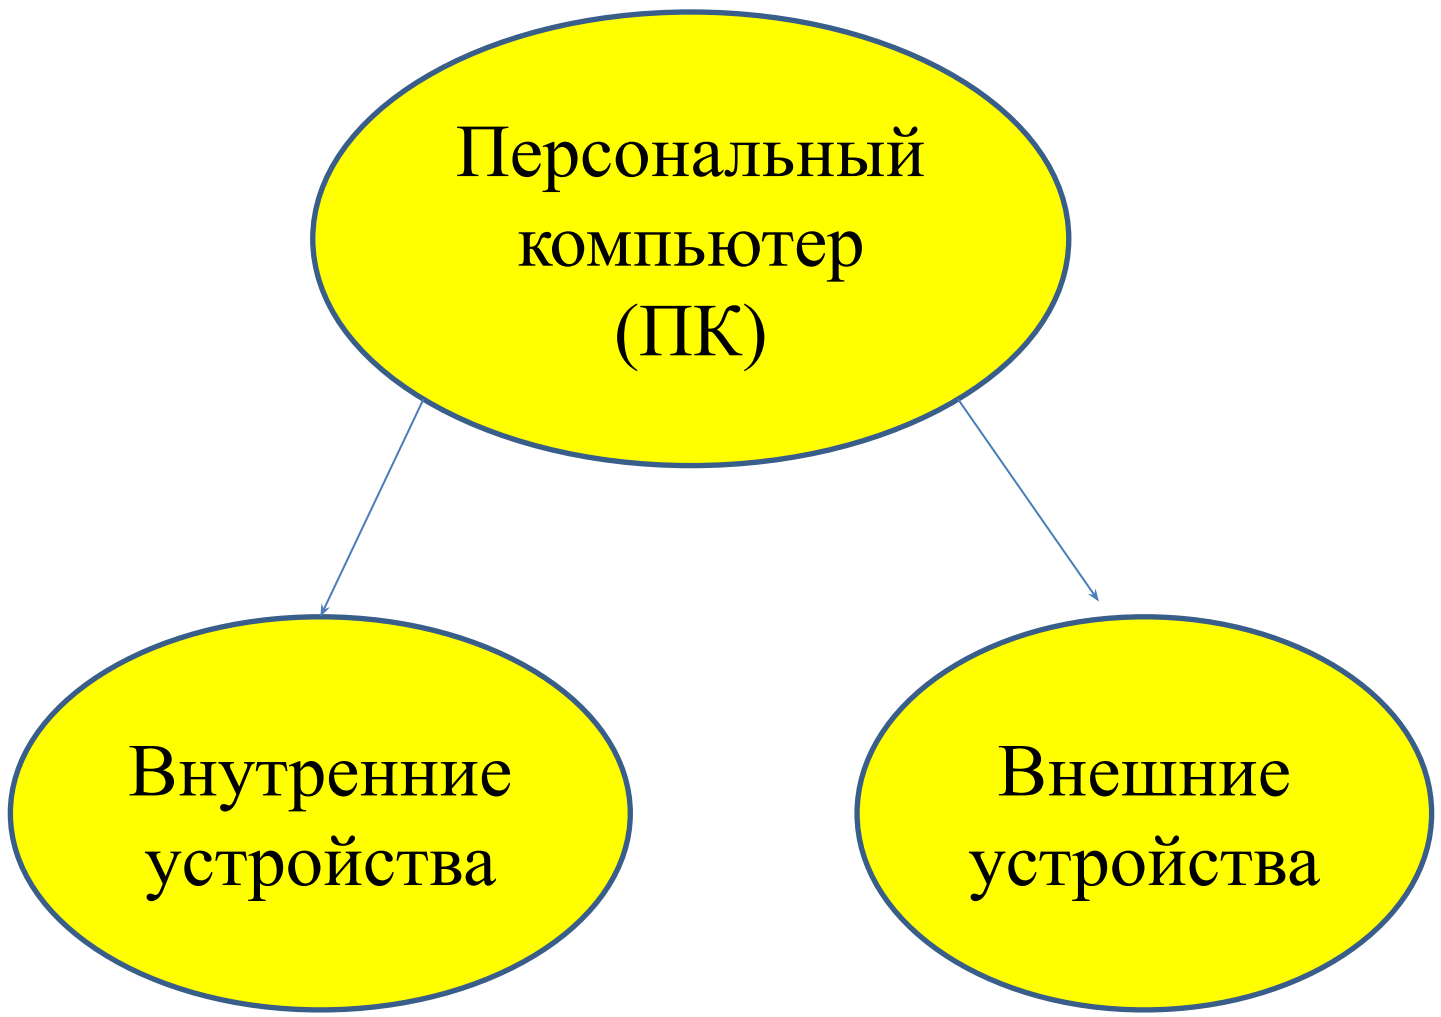 Персональный
компьютер
(ПК)
Внутренние
устройства
Внешние
устройства